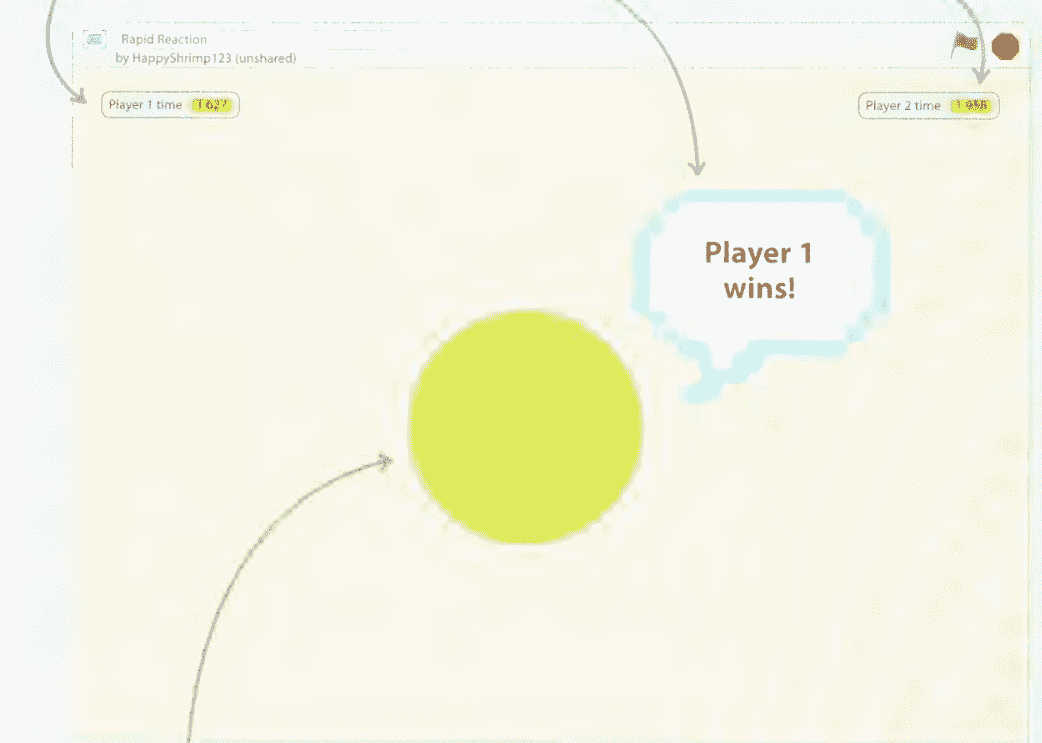 Rapid Reaction
by HappyShrimp123 (unshared)
Player 1 time 1.627
Player 2 time
Player 1
wins!